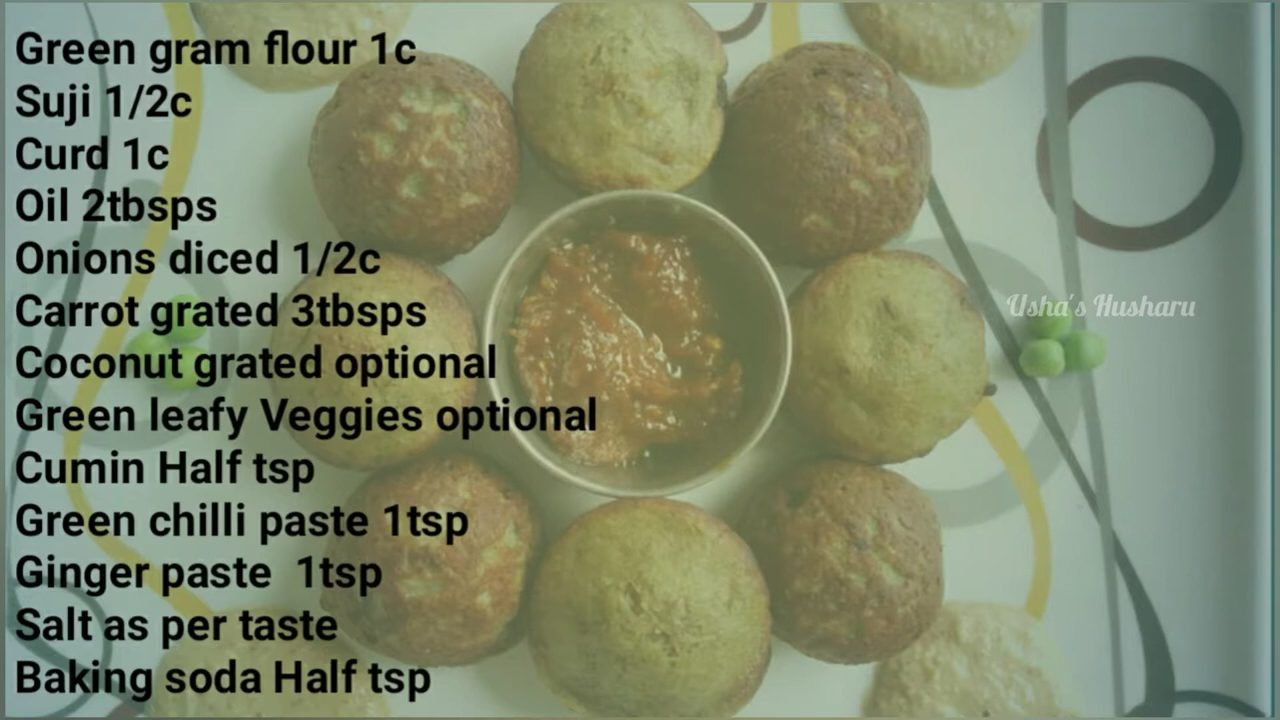 Green gram flour 1c
Suji 1/2c
Curd 1c
Oil 2tbsps
Onions diced 1/2c
Carrot grated 3tbsps
Coconut grated optional
Green leafy Veggies optional
Cumin Half tsp
Green chilli paste 1tsp
Ginger paste  1tsp
Salt as per taste
Baking soda Half tsp
Usha's Husharu